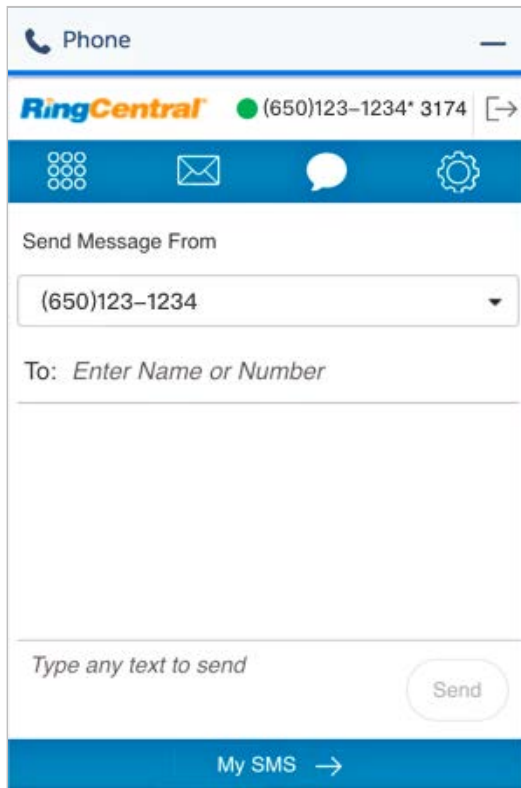 Phone
RingCentral® (650)123–1234* 3174
Send Message From
(650)123–1234
To: Enter Name or Number
Type any text to send
Send
My SMS →